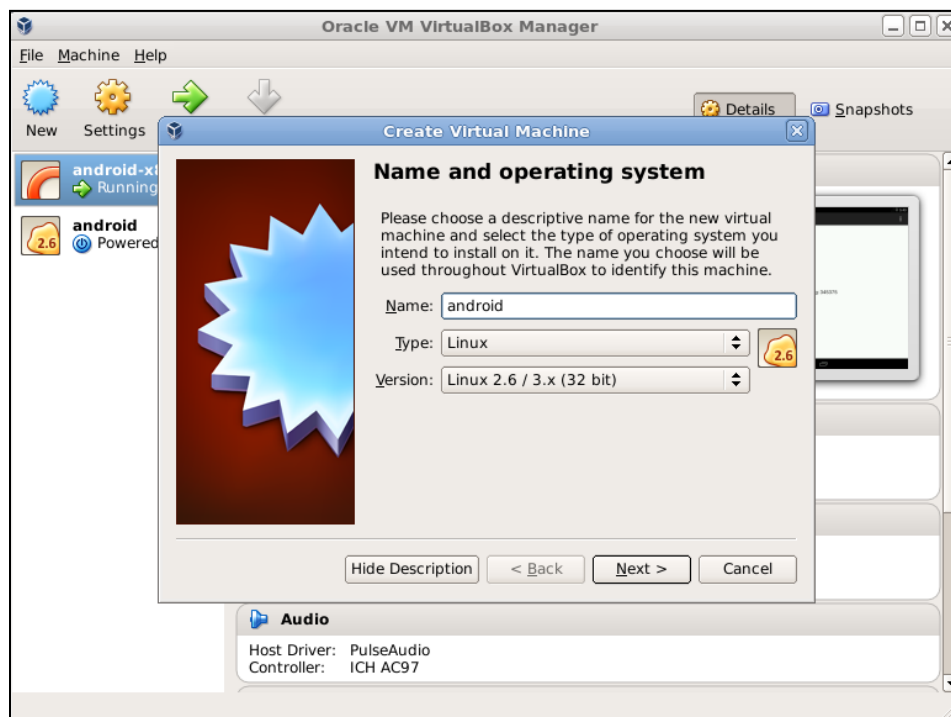 Oracle VM VirtualBox Manager
File Machine Help
New
Settings
Details
Snapshots
Create Virtual Machine
android-x8
Running
android
Powered
2.6
Name and operating system
Please choose a descriptive name for the new virtual
machine and select the type of operating system you
intend to install on it. The name you choose will be
used throughout VirtualBox to identify this machine.
Name: android
Type: Linux
2.6
Version: Linux 2.6 / 3.x (32 bit)
Hide Description
< Back
Next >
Cancel
Audio
Host Driver: PulseAudio
Controller: ICH AC97